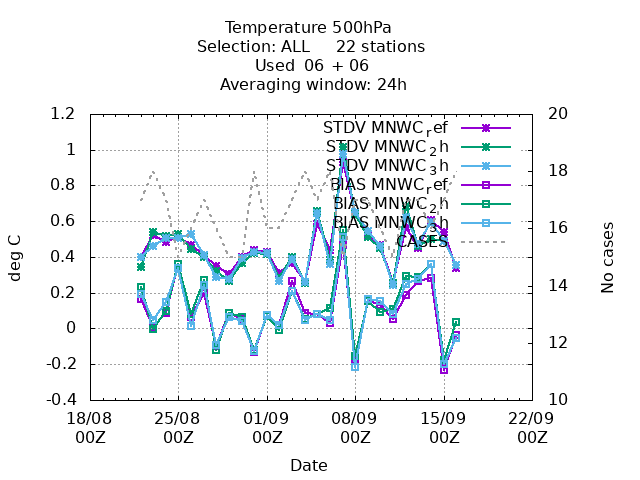 Temperature 500hPa
Selection: ALL 22 stations
Used 06 + 06
Averaging window: 24h
1.2
1
0.8
0.6
0.4
0.2
0
-0.2
-0.4
deg C
20
18
16
14
12
10
No cases
STDV MNWC_ref
STDV MNWC_2h
STDV MNWC_3h
BIAS MNWC_ref
BIAS MNWC_2h
BIAS MNWC_3h
CASES
18/08 25/08 01/09 08/09 15/09 22/09
00Z 00Z 00Z 00Z 00Z 00Z
Date